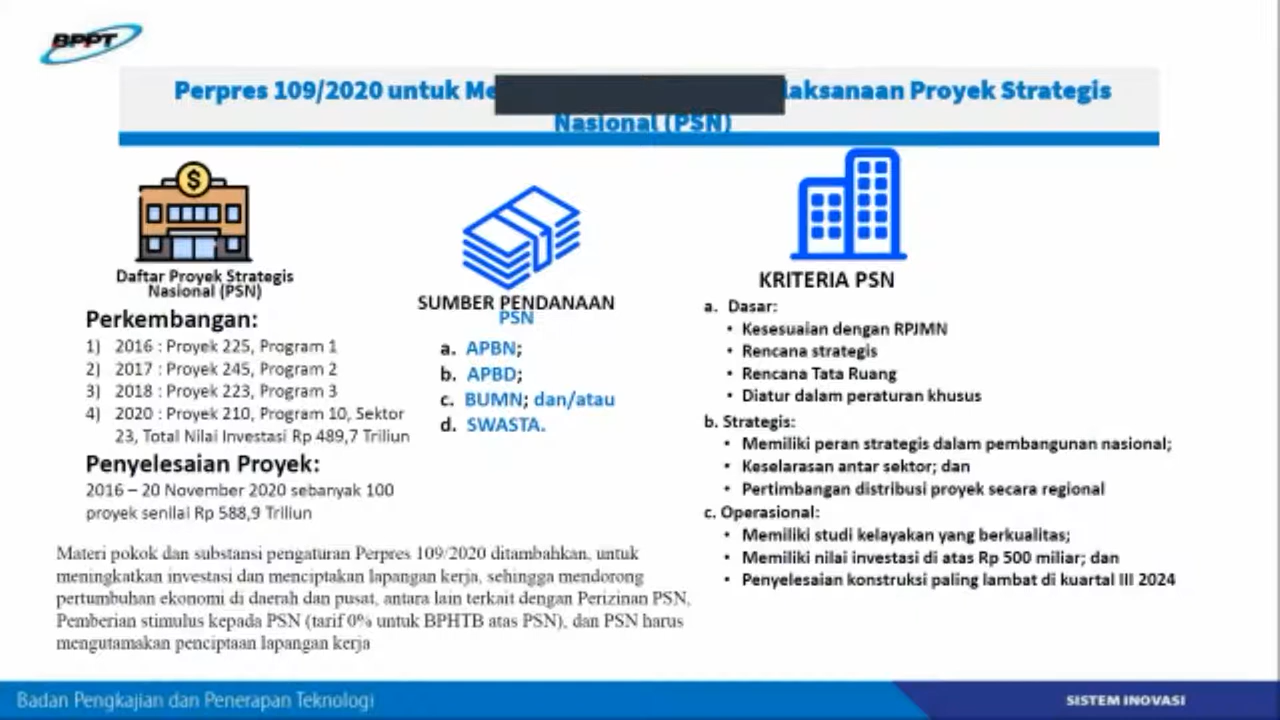 BPPT
Perpres 109/2020 untuk
Proyek Strategis
Nasional (PSN)
$
Daftar Proyek Strategis
Nasional (PSN)
Perkembangan:
1) 2016 : Proyek 225, Program 1
2) 2017 : Proyek 245, Program 2
3) 2018 : Proyek 223, Program 3
4) 2020 : Proyek 210, Program 10, Sektor
23, Total Nilai Investasi Rp 489,7 Triliun
Penyelesaian Proyek:
2016 – 20 November 2020 sebanyak 100
proyek senilai Rp 588,9 Triliun
SUMBER PENDANAAN
PSN
a. APBN;
b. APBD;
c. BUMN; dan/atau
d. SWASTA.
KRITERIA PSN
a. Dasar:
• Kesesuaian dengan RPJMN
• Rencana strategis
• Rencana Tata Ruang
• Diatur dalam peraturan khusus
b. Strategis:
• Memiliki peran strategis dalam pembangunan nasional;
• Keselarasan antar sektor; dan
• Pertimbangan distribusi proyek secara regional
c. Operasional:
• Memiliki studi kelayakan yang berkualitas;
• Memiliki nilai investasi di atas Rp 500 miliar; dan
• Penyelesaian konstruksi paling lambat di kuartal III 2024
Materi pokok dan substansi pengaturan Perpres 109/2020 ditambahkan, untuk
meningkatkan investasi dan menciptakan lapangan kerja, sehingga mendorong
pertumbuhan ekonomi di daerah dan pusat, antara lain terkait dengan Perizinan PSN,
Pemberian stimulus kepada PSN (tarif 0% untuk BPHTB atas PSN), dan PSN harus
mengutamakan penciptaan lapangan kerja
Badan Pengkajian dan Penerapan Teknologi
SISTEM INOVASI